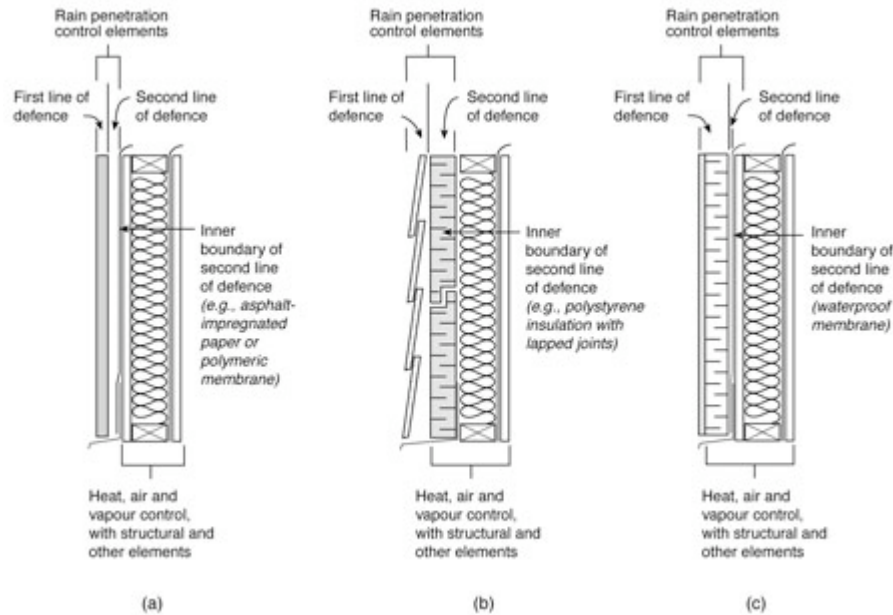 Rain penetration
control elements
First line of
defence
Second line
of defence
Inner
boundary of
second line
of defence
(e.g., asphalt-
impregnated
paper or
polymeric
membrane)
Heat, air and
vapour control,
with structural and
other elements
(a)
Rain penetration
control elements
First line of
defence
Second line
of defence
Inner
boundary of
second line
of defence
(e.g., polystyrene
insulation with
lapped joints)
Heat, air and
vapour control,
with structural and
other elements
(b)
Rain penetration
control elements
First line of
defence
Second line
of defence
Inner
boundary of
second line
of defence
(waterproof
membrane)
Heat, air and
vapour control,
with structural and
other elements
(c)